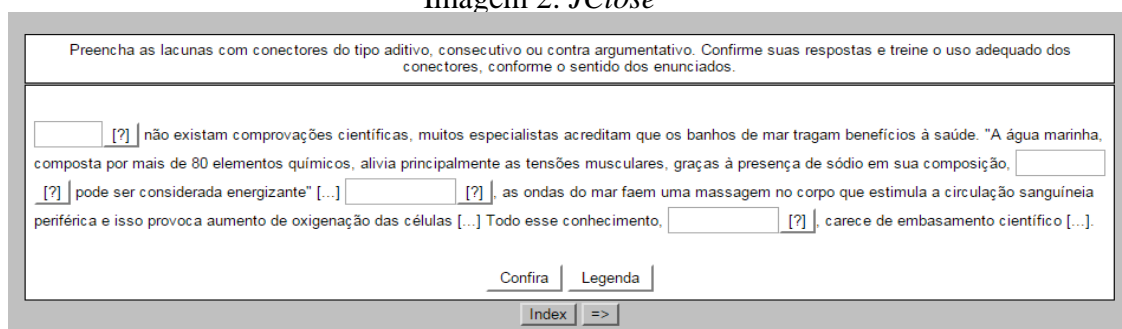 Imagem 2: JClose
Preencha as lacunas com conectores do tipo aditivo, consecutivo ou contra argumentativo. Confirme suas respostas e treine o uso adequado dos
conectores, conforme o sentido dos enunciados.
[?] não existam comprovações científicas, muitos especialistas acreditam que os banhos de mar tragam benefícios à saúde. "A água marinha,
composta por mais de 80 elementos químicos, alivia principalmente as tensões musculares, graças à presença de sódio em sua composição,
[?] pode ser considerada energizante" [...] [?] , as ondas do mar faem uma massagem no corpo que estimula a circulação sanguíneia
periférica e isso provoca aumento de oxigenação das células [...] Todo esse conhecimento, [?] , carece de embasamento científico [...].
Confira Legenda
Index =>